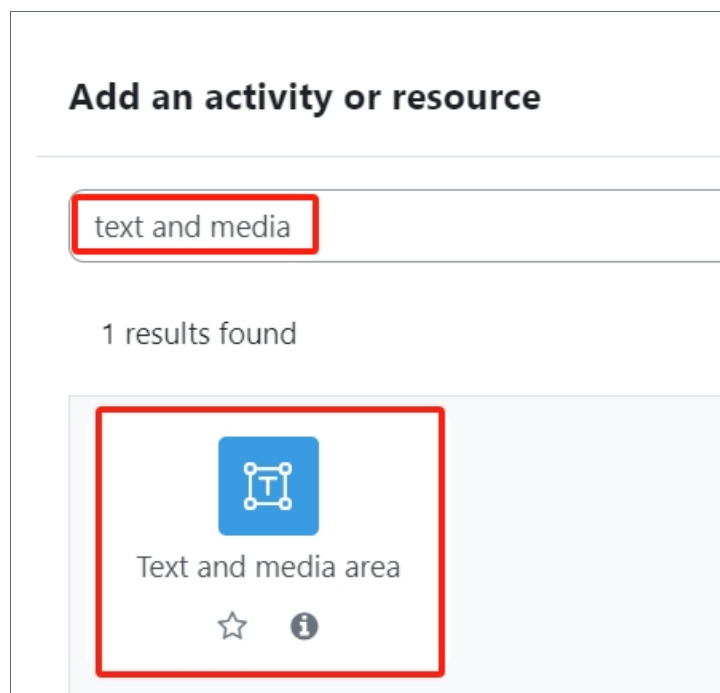 Add an activity or resource
text and media
1 results found
T
Text and media area